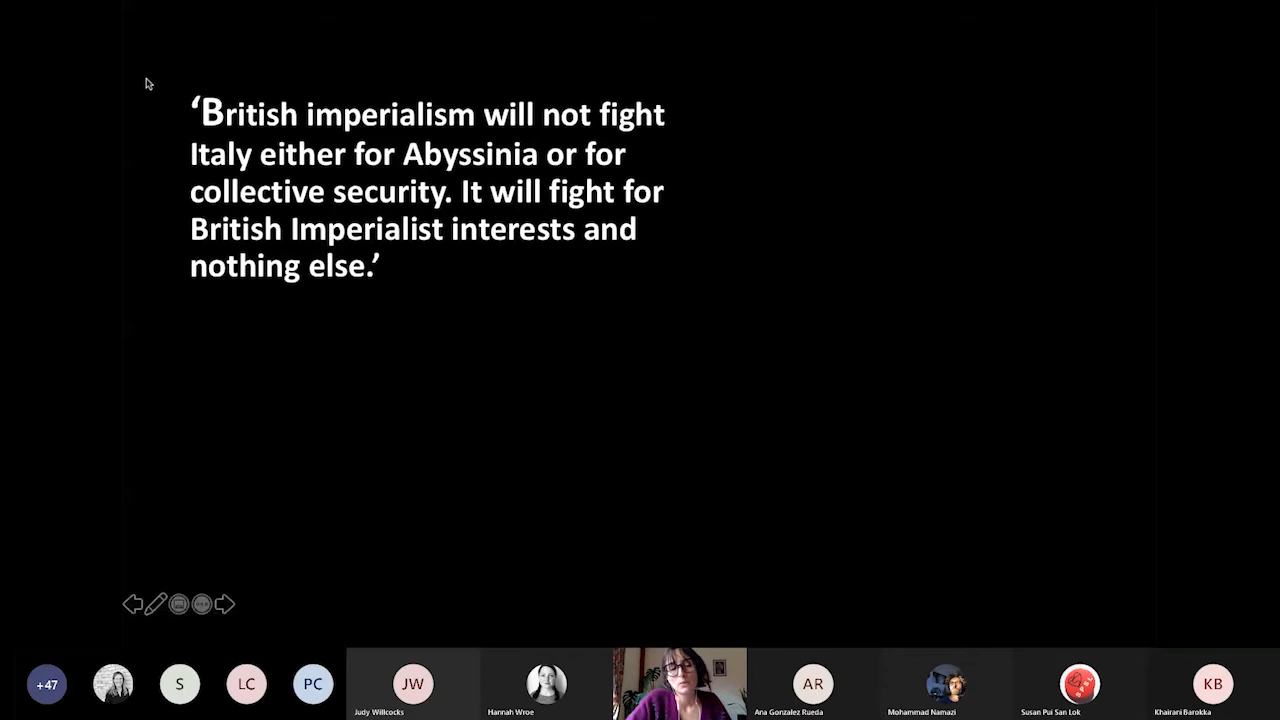 ‘British imperialism will not fight
Italy either for Abyssinia or for
collective security. It will fight for
British Imperialist interests and
nothing else.’
+47
S
LC
PC
JW
AR
KB
Judy Willcocks
Hannah Wroe
Ana Gonzalez Rueda
Mohammad Namazi
Susan Pui San Lok
Khairani Barokka